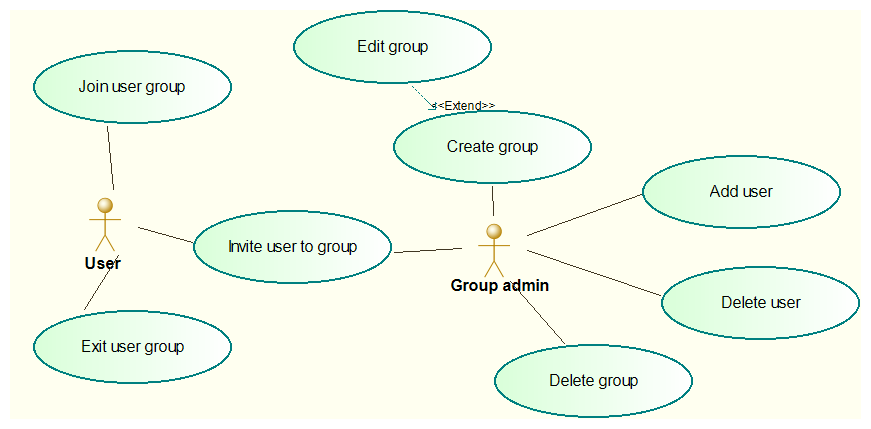 Edit group
Join user group
<<Extend>>
Create group
Add user
Invite user to group
User
Group admin
Delete user
Exit user group
Delete group